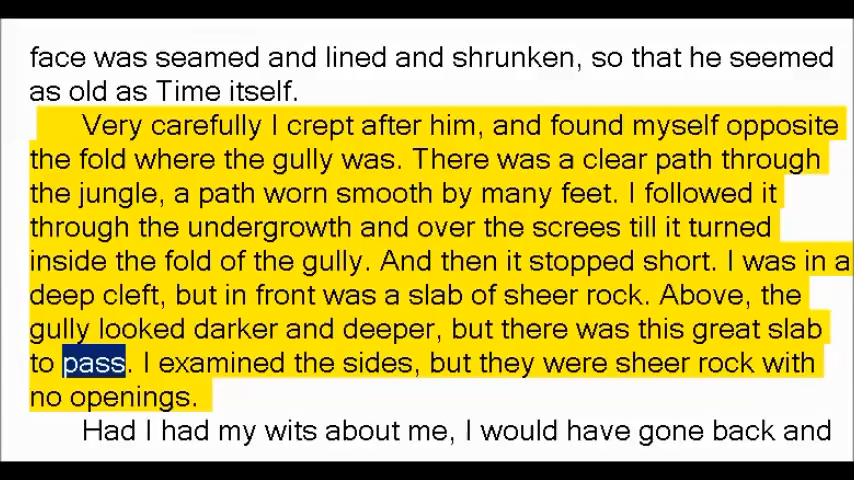 face was seamed and lined and shrunken, so that he seemed
as old as Time itself.
Very carefully I crept after him, and found myself opposite
the fold where the gully was. There was a clear path through
the jungle, a path worn smooth by many feet. I followed it
through the undergrowth and over the screes till it turned
inside the fold of the gully. And then it stopped short. I was in a
deep cleft, but in front was a slab of sheer rock. Above, the
gully looked darker and deeper, but there was this great slab
to pass. I examined the sides, but they were sheer rock with
no openings.
Had I had my wits about me, I would have gone back and